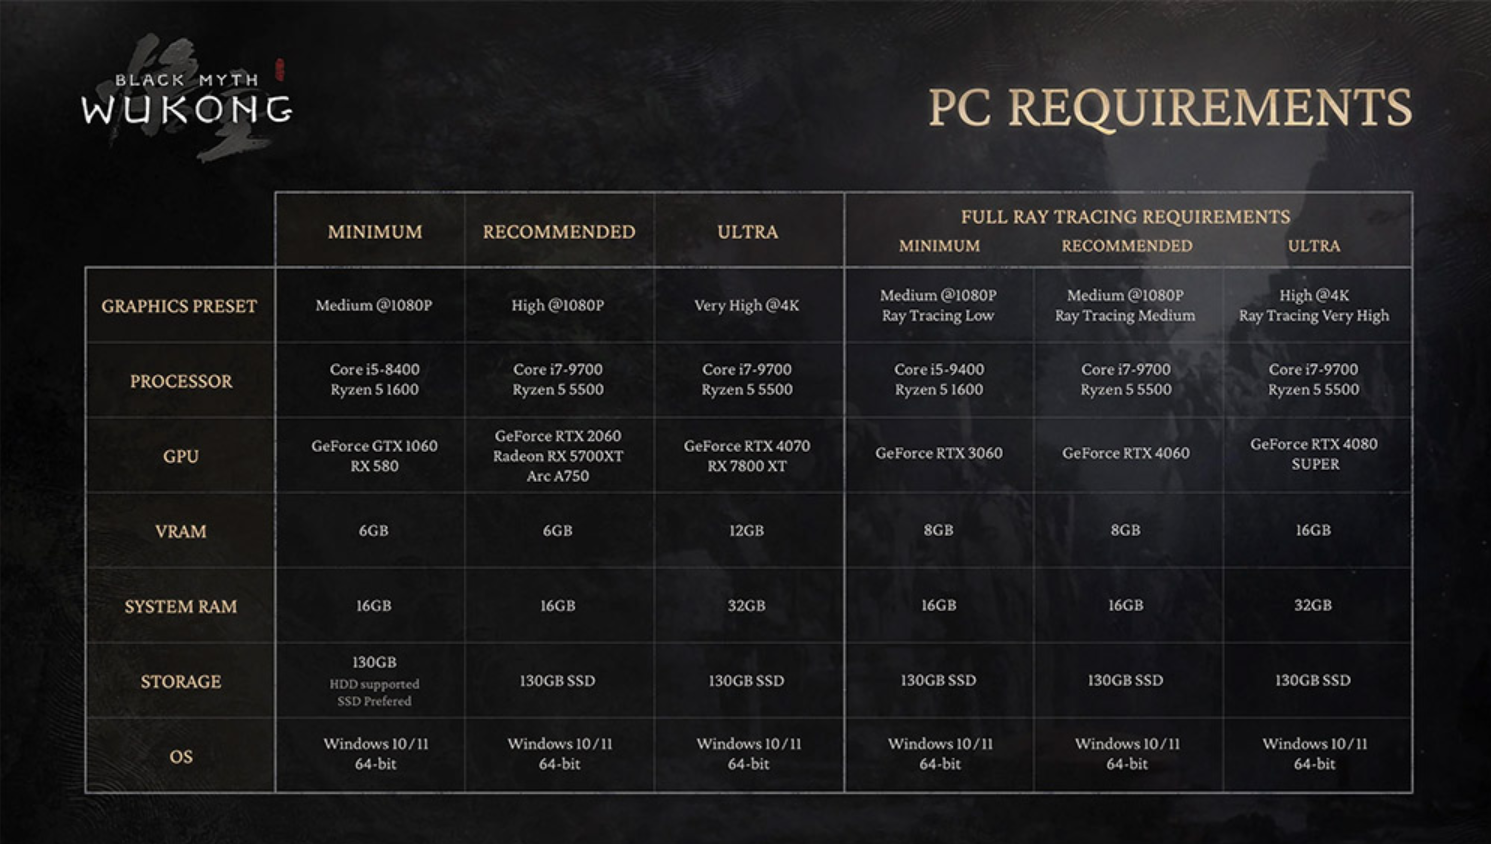 BLACK MYTH
WUKONG
PC REQUIREMENTS
MINIMUM
RECOMMENDED
ULTRA
FULL RAY TRACING REQUIREMENTS
MINIMUM
RECOMMENDED
ULTRA
GRAPHICS PRESET
Medium @1080P
High @1080P
Very High @4K
Medium @1080P
Ray Tracing Low
Medium @1080P
Ray Tracing Medium
High @4K
Ray Tracing Very High
PROCESSOR
Core i5-8400
Ryzen 5 1600
Core i7-9700
Ryzen 5 5500
Core i7-9700
Ryzen 5 5500
Core i5-9400
Ryzen 5 1600
Core i7-9700
Ryzen 5 5500
Core i7-9700
Ryzen 5 5500
GPU
GeForce GTX 1060
RX 580
GeForce RTX 2060
Radeon RX 5700XT
Arc A750
GeForce RTX 4070
RX 7800 XT
GeForce RTX 3060
GeForce RTX 4060
GeForce RTX 4080
SUPER
VRAM
6GB
6GB
12GB
8GB
8GB
16GB
SYSTEM RAM
16GB
16GB
32GB
16GB
16GB
32GB
STORAGE
130GB
HDD supported
SSD Prefered
130GB SSD
130GB SSD
130GB SSD
130GB SSD
130GB SSD
OS
Windows 10/11
64-bit
Windows 10/11
64-bit
Windows 10/11
64-bit
Windows 10/11
64-bit
Windows 10/11
64-bit
Windows 10/11
64-bit